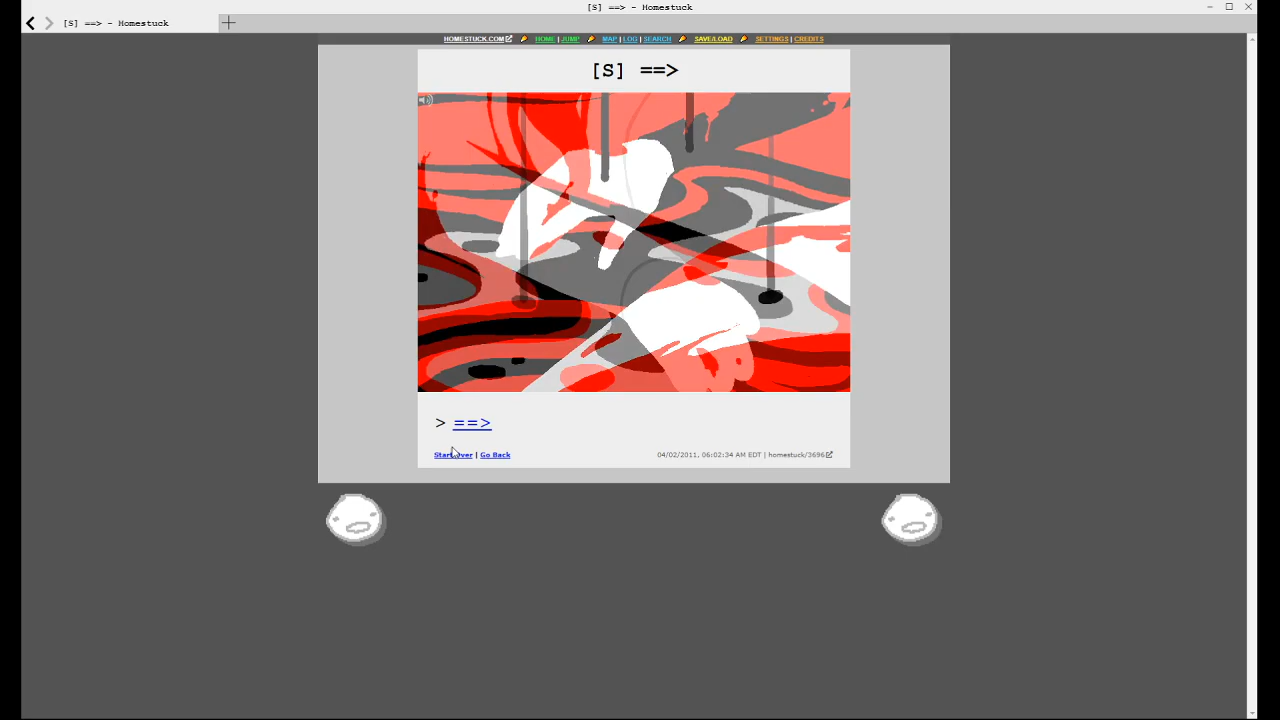 [S] ==> - Homestuck
[S] ==> - Homestuck
HOMESTUCK.COM HOME | JUMP MAP | LOG | SEARCH SAVE/LOAD SETTINGS | CREDITS
[S] ==>
> ==>
Start Over | Go Back
04/02/2011, 06:02:34 AM EDT | homestuck/3696